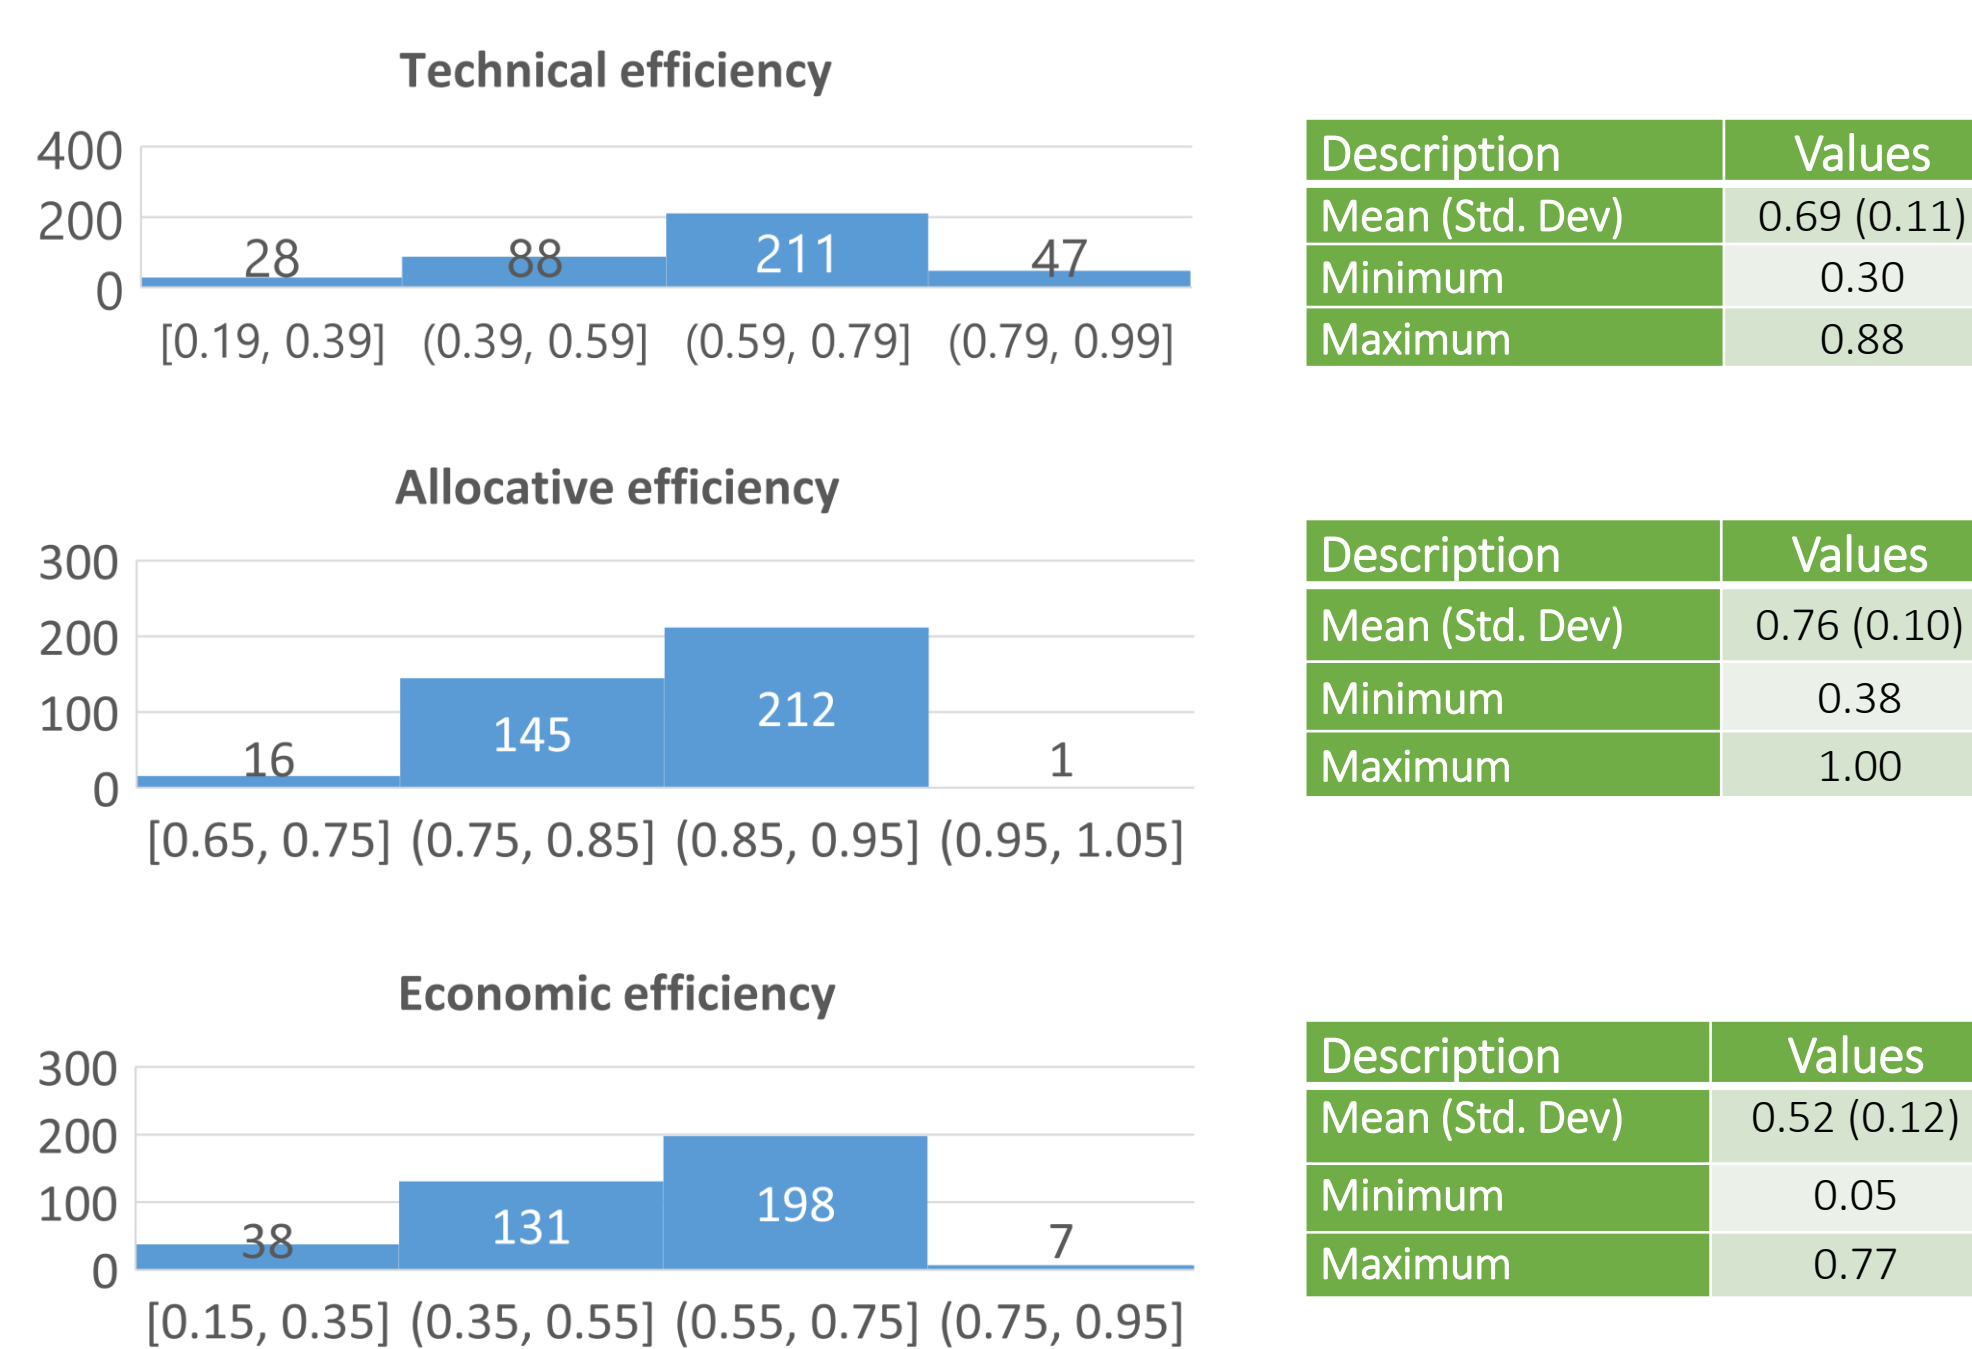 Technical efficiency
400
200
0
28
88
211
47
[0.19, 0.39]
(0.39, 0.59]
(0.59, 0.79]
(0.79, 0.99]
Description Values
Mean (Std. Dev) 0.69 (0.11)
Minimum 0.30
Maximum 0.88
Allocative efficiency
300
200
100
0
16
145
212
1
[0.65, 0.75]
(0.75, 0.85]
(0.85, 0.95]
(0.95, 1.05]
Description Values
Mean (Std. Dev) 0.76 (0.10)
Minimum 0.38
Maximum 1.00
Economic efficiency
300
200
100
0
38
131
198
7
[0.15, 0.35]
(0.35, 0.55]
(0.55, 0.75]
(0.75, 0.95]
Description Values
Mean (Std. Dev) 0.52 (0.12)
Minimum 0.05
Maximum 0.77